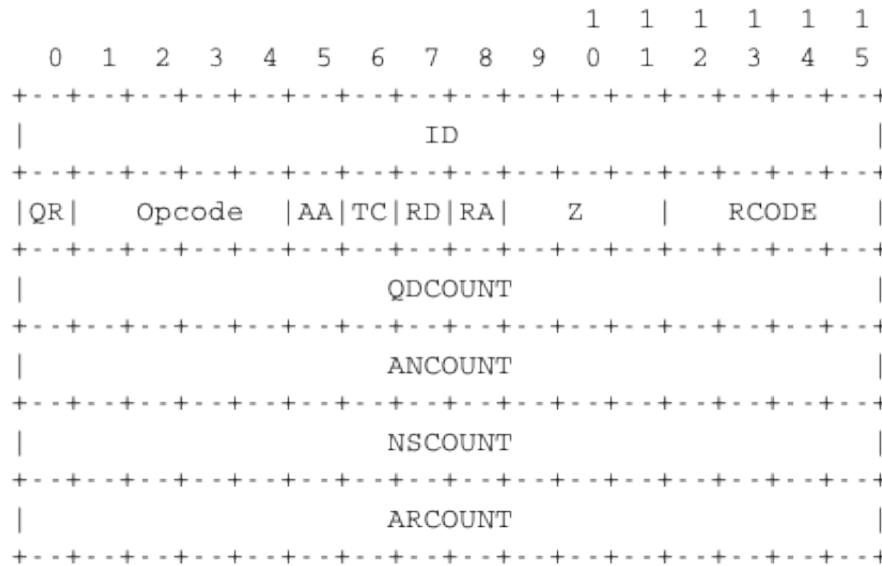 1 1 1 1 1 1
0 1 2 3 4 5 6 7 8 9 0 1 2 3 4 5
+--+--+--+--+--+--+--+--+--+--+--+--+--+--+--+--+
| ID |
+--+--+--+--+--+--+--+--+--+--+--+--+--+--+--+--+
|QR| Opcode |AA|TC|RD|RA| Z | RCODE |
+--+--+--+--+--+--+--+--+--+--+--+--+--+--+--+--+
| QDCOUNT |
+--+--+--+--+--+--+--+--+--+--+--+--+--+--+--+--+
| ANCOUNT |
+--+--+--+--+--+--+--+--+--+--+--+--+--+--+--+--+
| NSCOUNT |
+--+--+--+--+--+--+--+--+--+--+--+--+--+--+--+--+
| ARCOUNT |
+--+--+--+--+--+--+--+--+--+--+--+--+--+--+--+--+